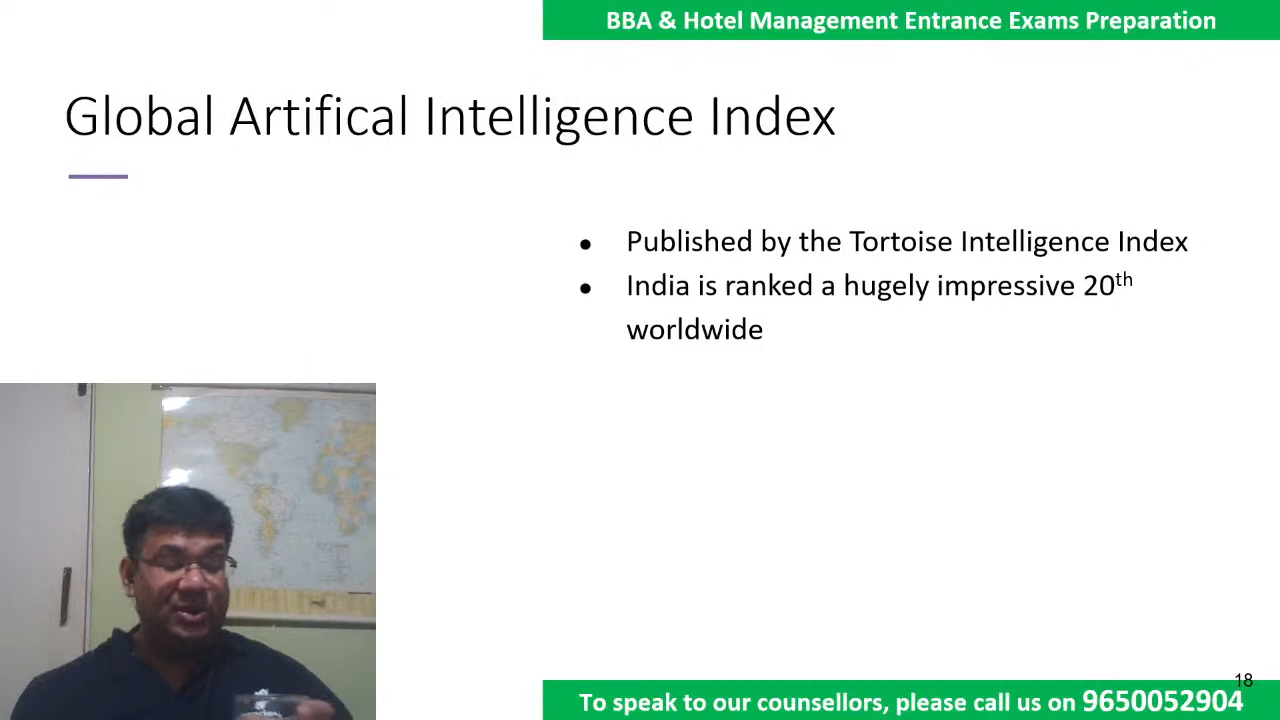 BBA & Hotel Management Entrance Exams Preparation
Global Artifical Intelligence Index
● Published by the Tortoise Intelligence Index
● India is ranked a hugely impressive 20th
worldwide
18
To speak to our counsellors, please call us on 9650052904